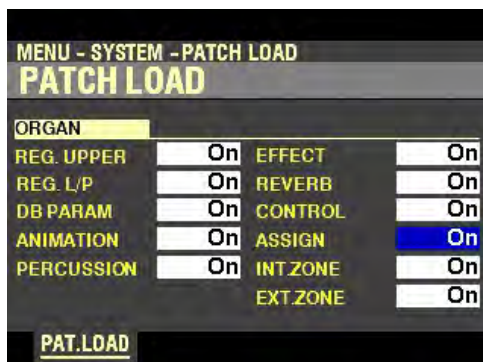 MENU - SYSTEM - PATCH LOAD
PATCH LOAD
ORGAN
REG. UPPER On EFFECT On
REG. L/P On REVERB On
DB PARAM On CONTROL On
ANIMATION On ASSIGN On
PERCUSSION On INT.ZONE On
EXT.ZONE On
PAT.LOAD